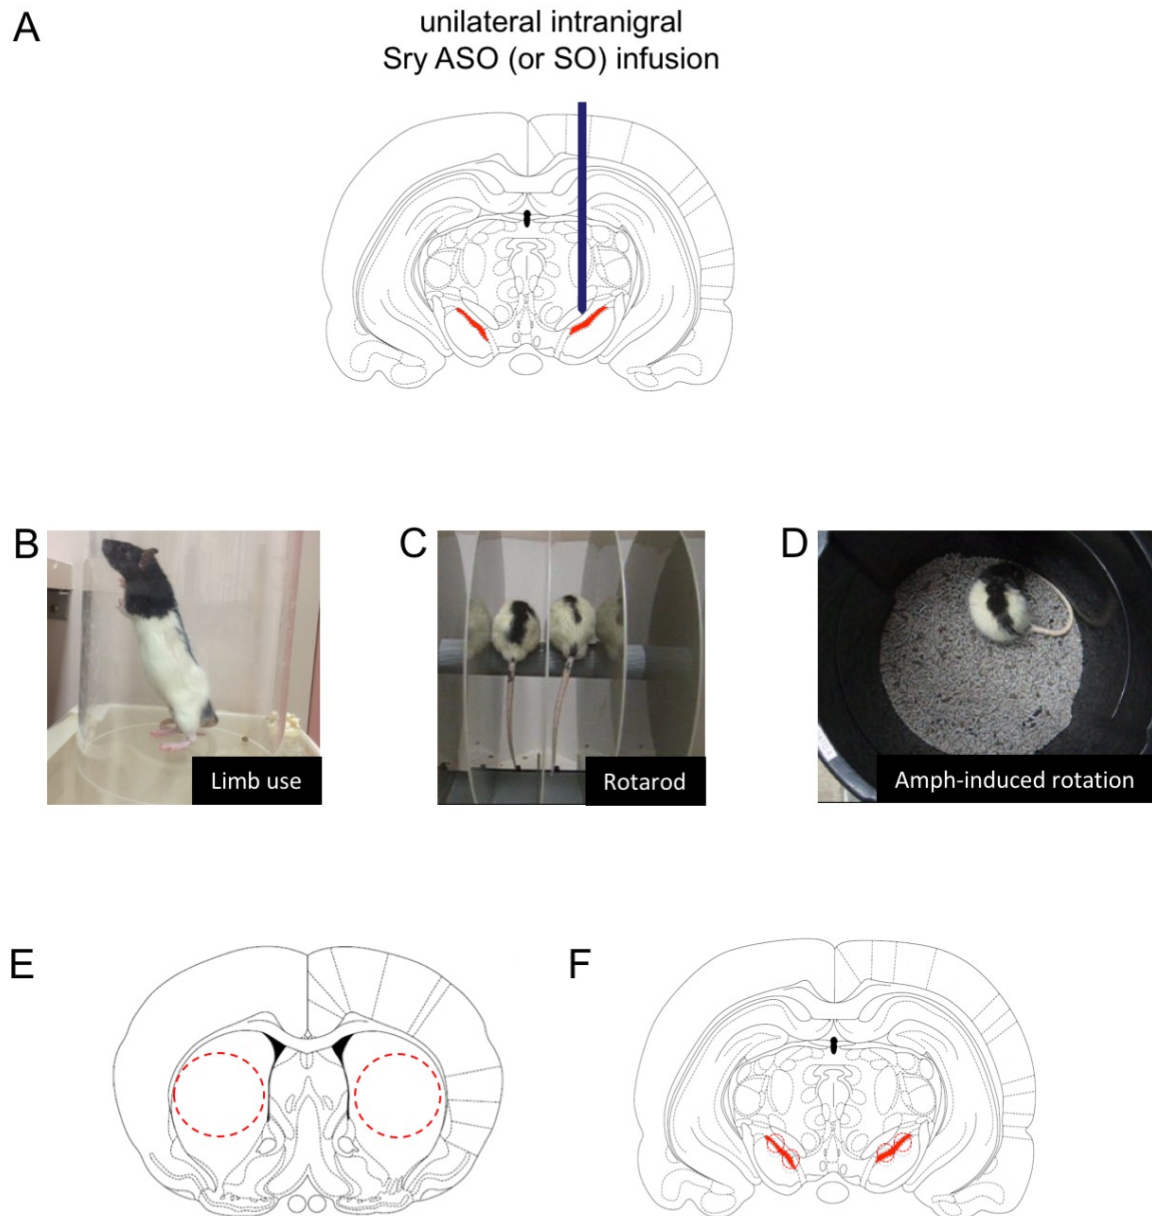 A
unilateral intranigral
Sry ASO (or SO) infusion
B
Limb use
C
Rotarod
D
Amph-induced rotation
E
F